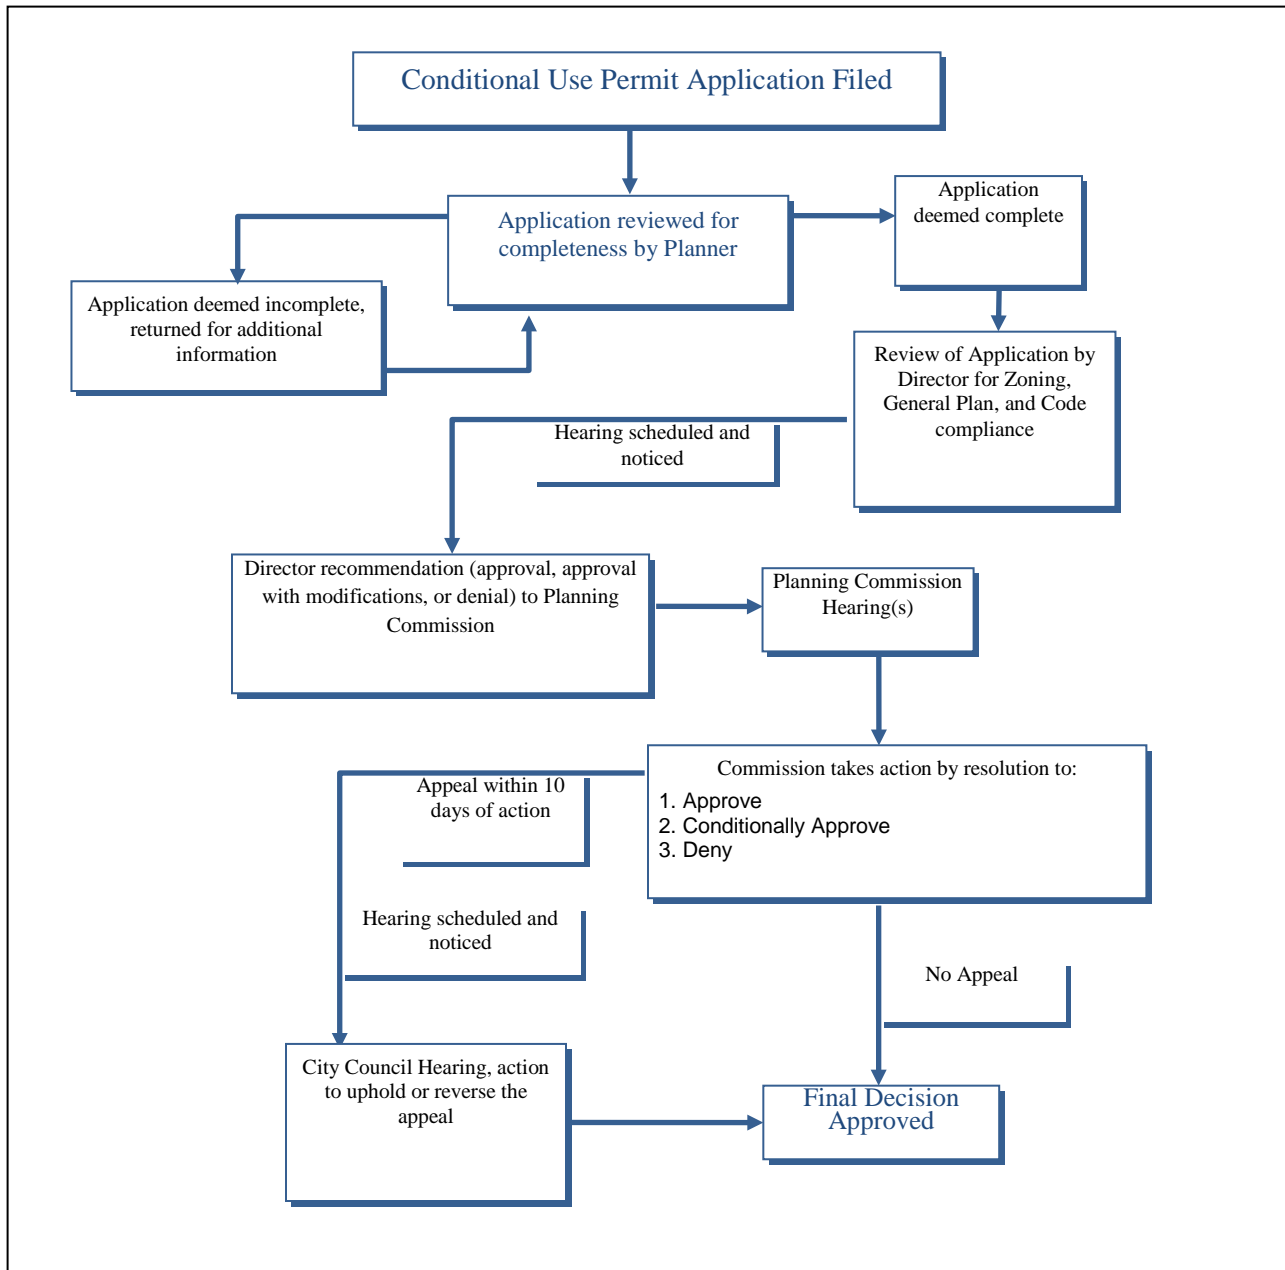 Conditional Use Permit Application Filed
Application reviewed for
completeness by Planner
Application
deemed complete
Application deemed incomplete,
returned for additional
information
Review of Application by
Director for Zoning,
General Plan, and Code
compliance
Hearing scheduled and
noticed
Director recommendation (approval, approval
with modifications, or denial) to Planning
Commission
Planning Commission
Hearing(s)
Commission takes action by resolution to:
1. Approve
2. Conditionally Approve
3. Deny
Appeal within 10
days of action
Hearing scheduled and
noticed
No Appeal
City Council Hearing, action
to uphold or reverse the
appeal
Final Decision
Approved